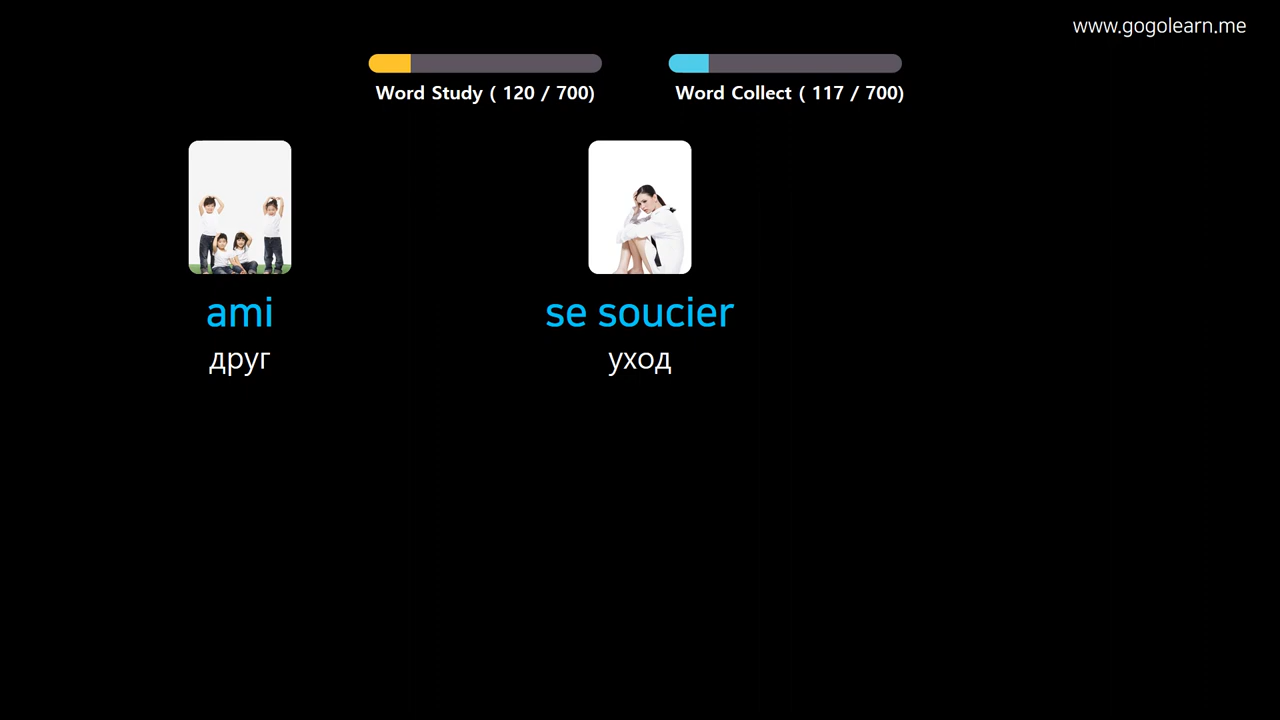 www.gogolearn.me
Word Study ( 120 / 700)
Word Collect ( 117 / 700)
ami
se soucier
друг
уход